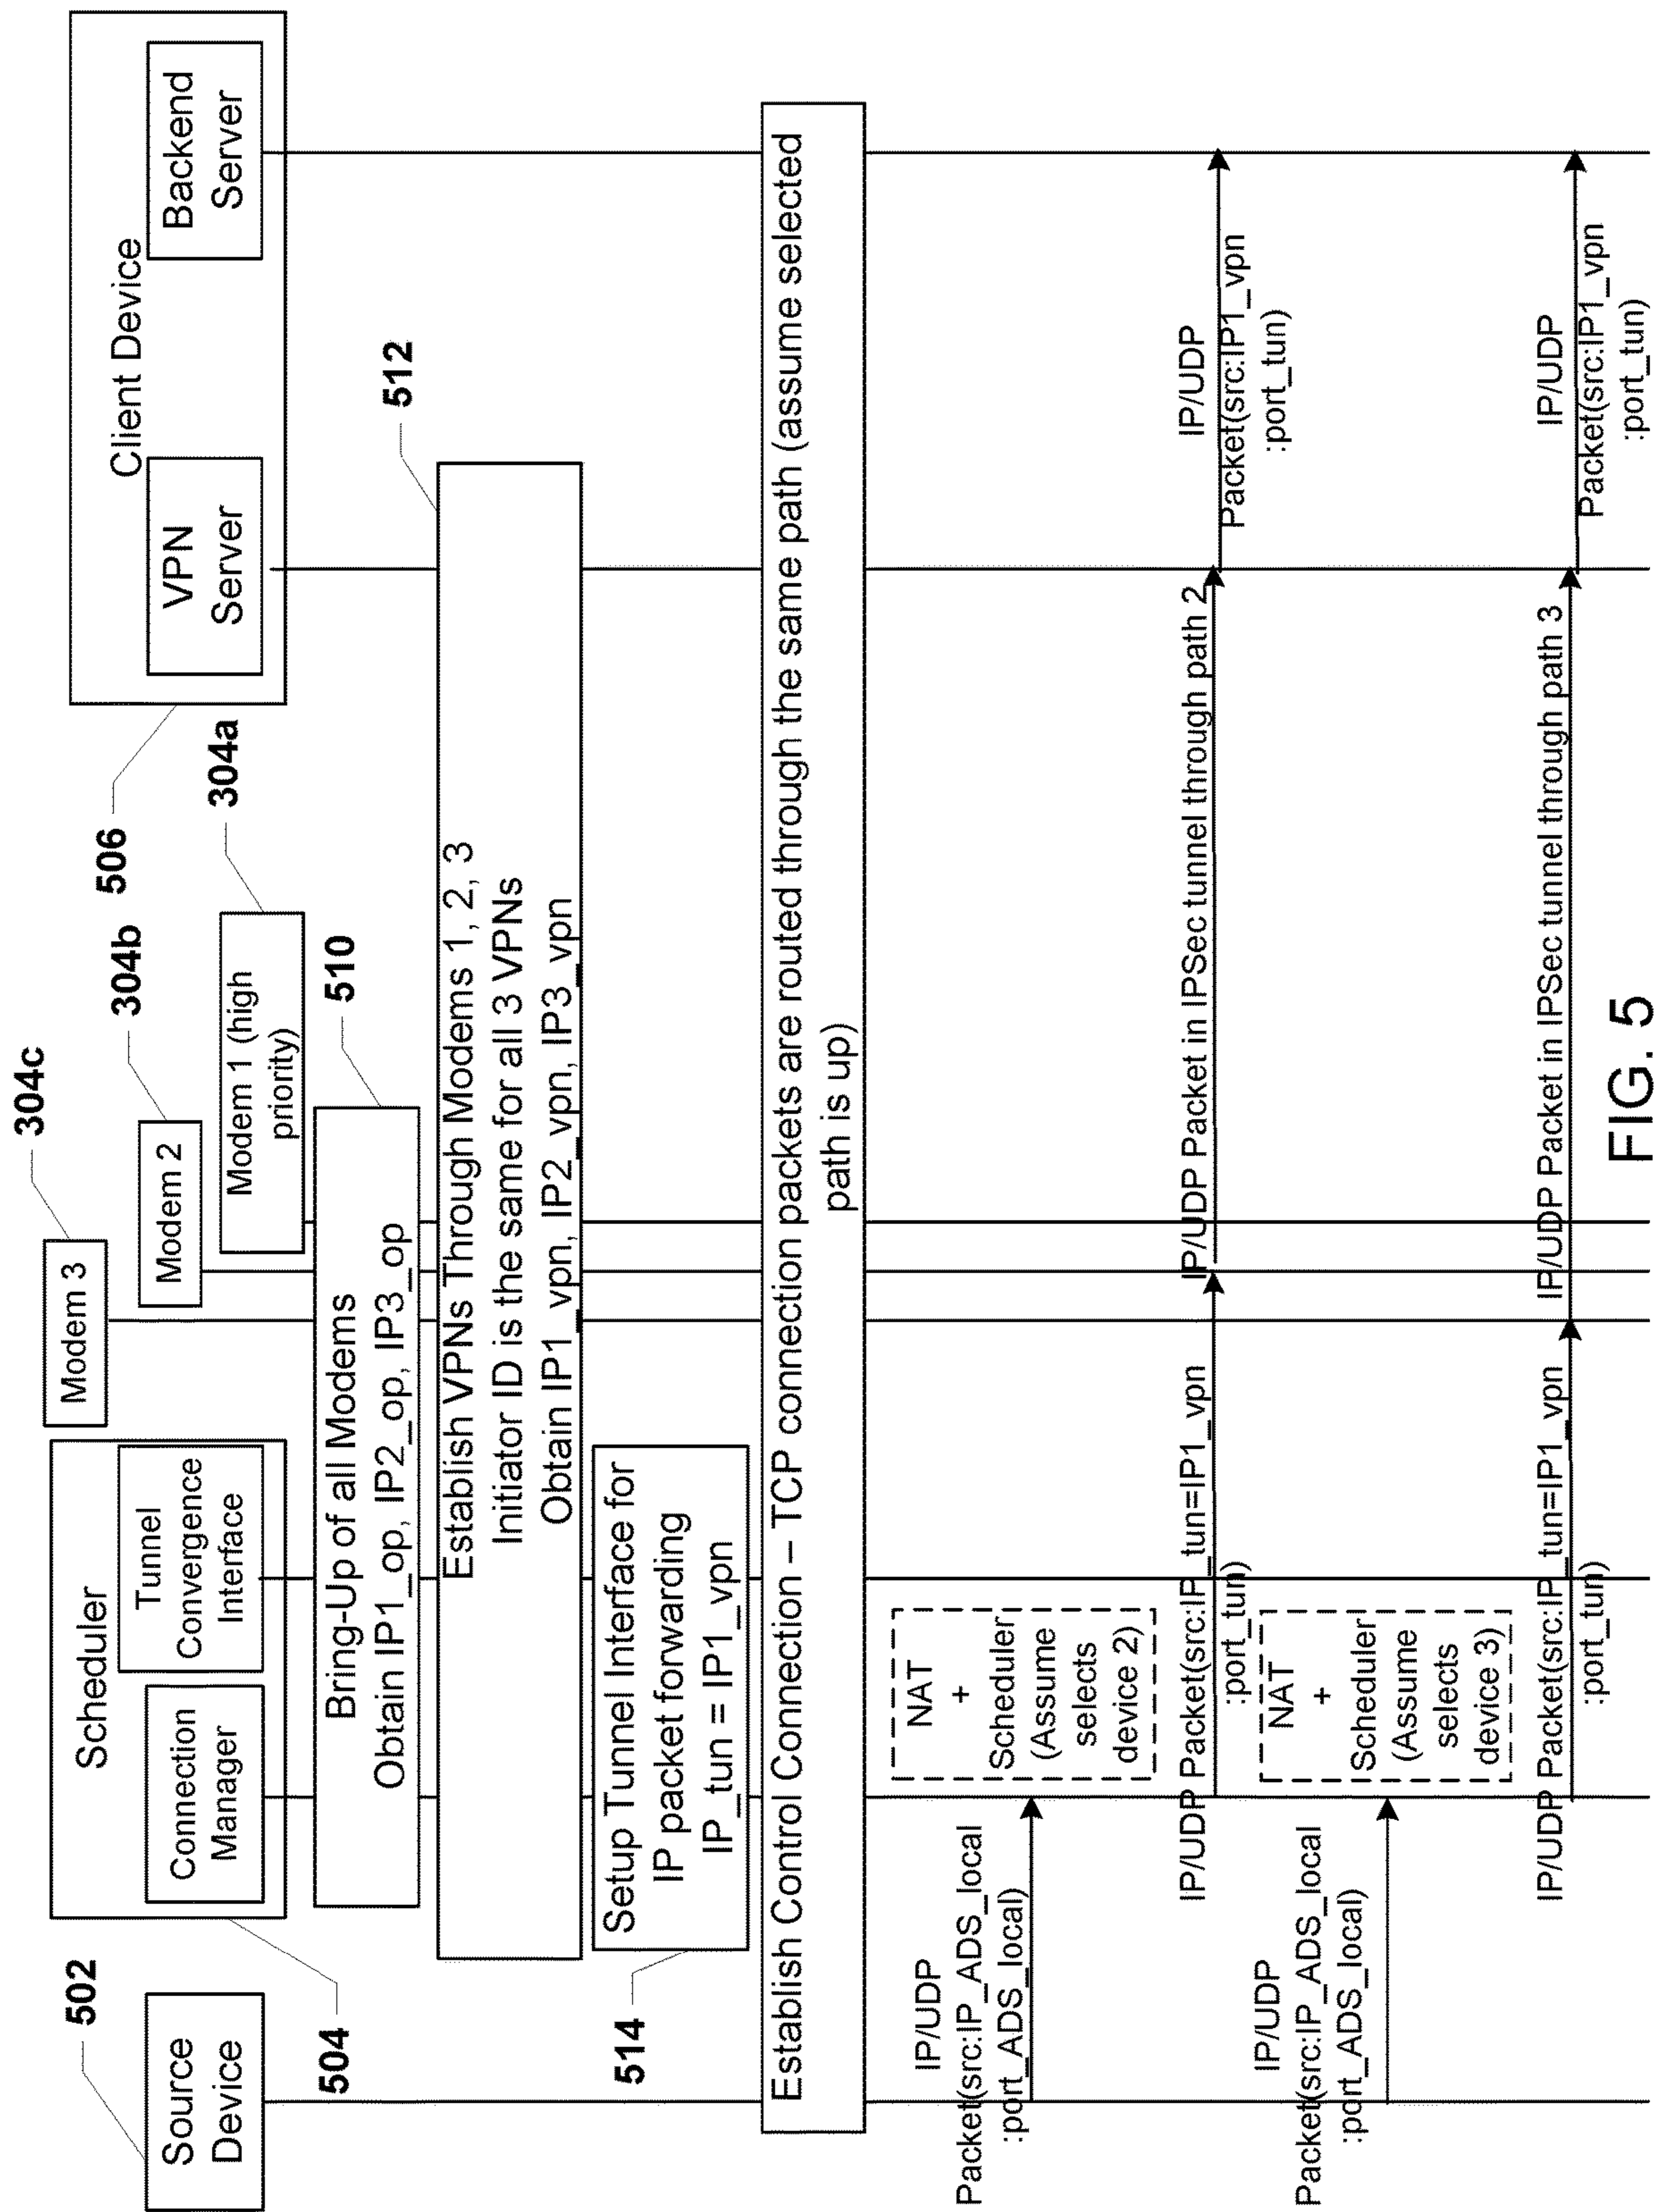 502
Source
Device
504
Scheduler
Connection
Manager
Tunnel
Convergence
Interface
304c
Modem 3
304b
Modem 2
304a
Modem 1 (high
priority)
506
Client Device
VPN
Server
Backend
Server
510
Bring-Up of all Modems
Obtain IP1_op, IP2_op, IP3_op
512
Establish VPNs Through Modems 1, 2, 3
Initiator ID is the same for all 3 VPNs
Obtain IP1_vpn, IP2_vpn, IP3_vpn
514
Setup Tunnel Interface for
IP packet forwarding
IP_tun = IP1_vpn
Establish Control Connection – TCP connection packets are routed through the same path (assume selected
path is up)
IP/UDP
Packet(src:IP_ADS_local
:port_ADS_local)
NAT
+
Scheduler
(Assume
selects
device 2)
IP/UDP Packet(src:IP_tun=IP1_vpn
:port_tun)
IP/UDP Packet in IPSec tunnel through path 2
IP/UDP
Packet(src:IP1_vpn
:port_tun)
IP/UDP
Packet(src:IP_ADS_local
:port_ADS_local)
NAT
+
Scheduler
(Assume
selects
device 3)
IP/UDP Packet(src:IP_tun=IP1_vpn
:port_tun)
IP/UDP Packet in IPSec tunnel through path 3
IP/UDP
Packet(src:IP1_vpn
:port_tun)
FIG. 5